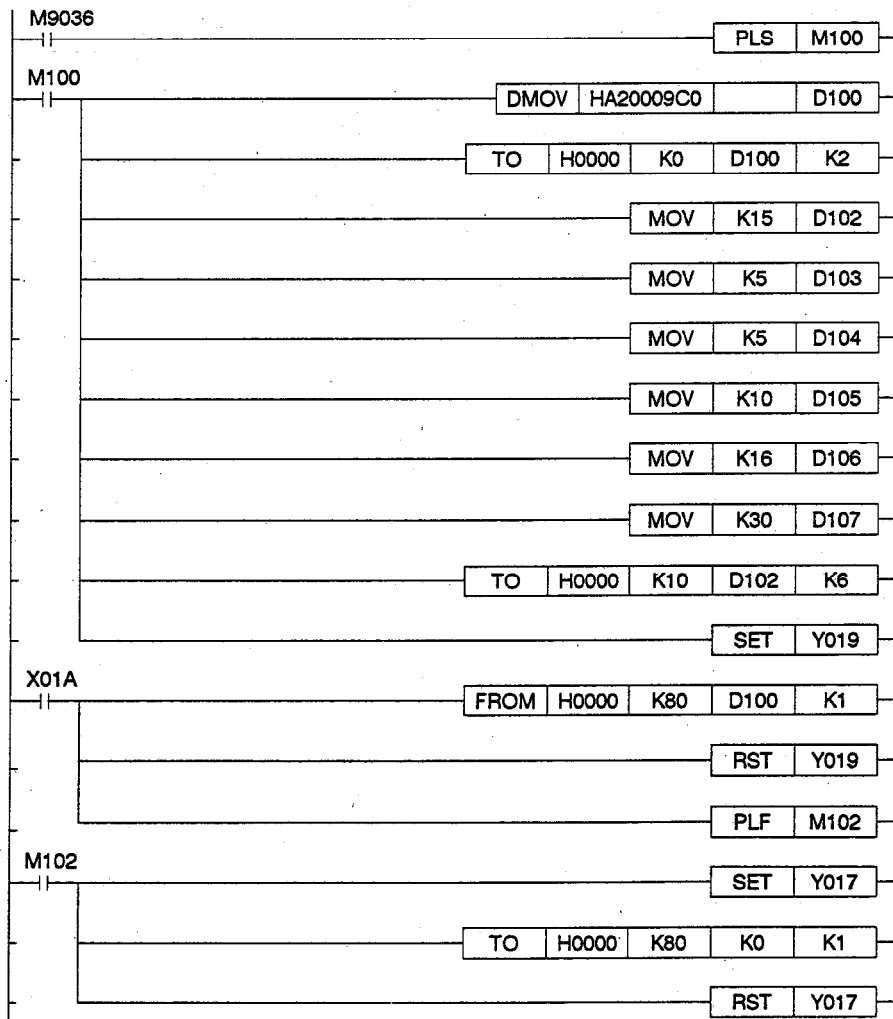 M9036
PLS M100
M100
DMOV HA20009C0 D100
TO H0000 K0 D100 K2
MOV K15 D102
MOV K5 D103
MOV K5 D104
MOV K10 D105
MOV K16 D106
MOV K30 D107
TO H0000 K10 D102 K6
SET Y019
X01A
FROM H0000 K80 D100 K1
RST Y019
PLF M102
M102
SET Y017
TO H0000 K80 K0 K1
RST Y017